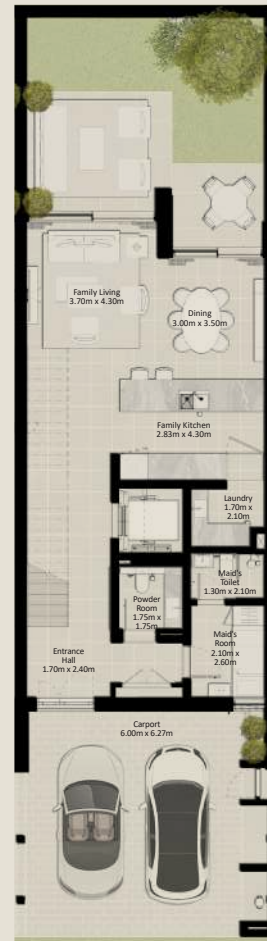 Family Living
3.70m x 4.30m
Dining
3.00m x 3.50m
Family Kitchen
2.83m x 4.30m
Laundry
1.70m x
2.10m
Maid's
Toilet
1.30m x 2.10m
Powder
Room
1.75m x
1.75m
Maid's
Room
2.10m x
2.60m
Entrance
Hall
1.70m x 2.40m
Carport
6.00m x 6.27m